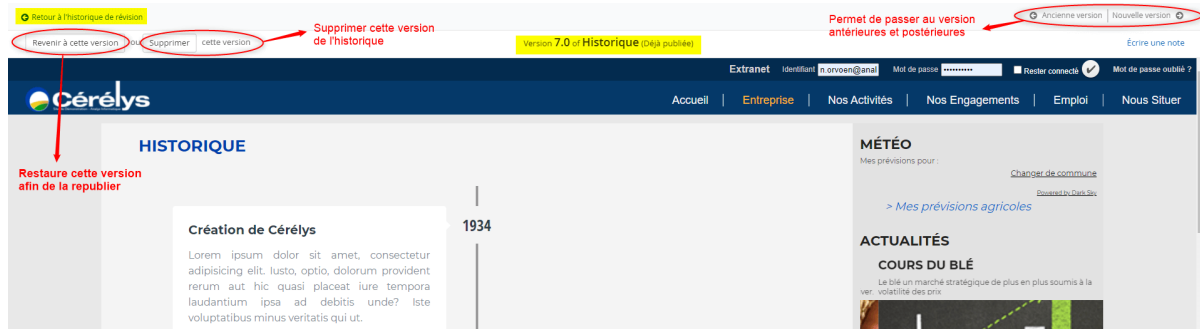 Retour à l'historique de révision
Ancienne version Nouvelle version
Permet de passer au version
antérieures et postérieures
Supprimer cette version
de l'historique
Revenir à cette version ou Supprimer cette version
Version 7.0 of Historique (Déjà publiée)
Écrire une note
Extranet Identifiant n.orvoen@anal Mot de passe •••••••••• Rester connecté Mot de passe oublié ?
Cérélys
Accueil | Entreprise | Nos Activités | Nos Engagements | Emploi | Nous Situer
Restaure cette version
afin de la republier
HISTORIQUE
1934
Création de Cérélys
Lorem ipsum dolor sit amet, consectetur
adipisicing elit. Iusto, optio, dolorum provident
rerum aut hic quasi placeat iure tempora
laudantium ipsa ad debitis unde? Iste
voluptatibus minus veritatis qui ut.
MÉTÉO
Mes prévisions pour :
Changer de commune
Powered by Dark Sky
> Mes prévisions agricoles
ACTUALITÉS
COURS DU BLÉ
Le blé un marché stratégique de plus en plus soumis à la
ver. volatilité des prix